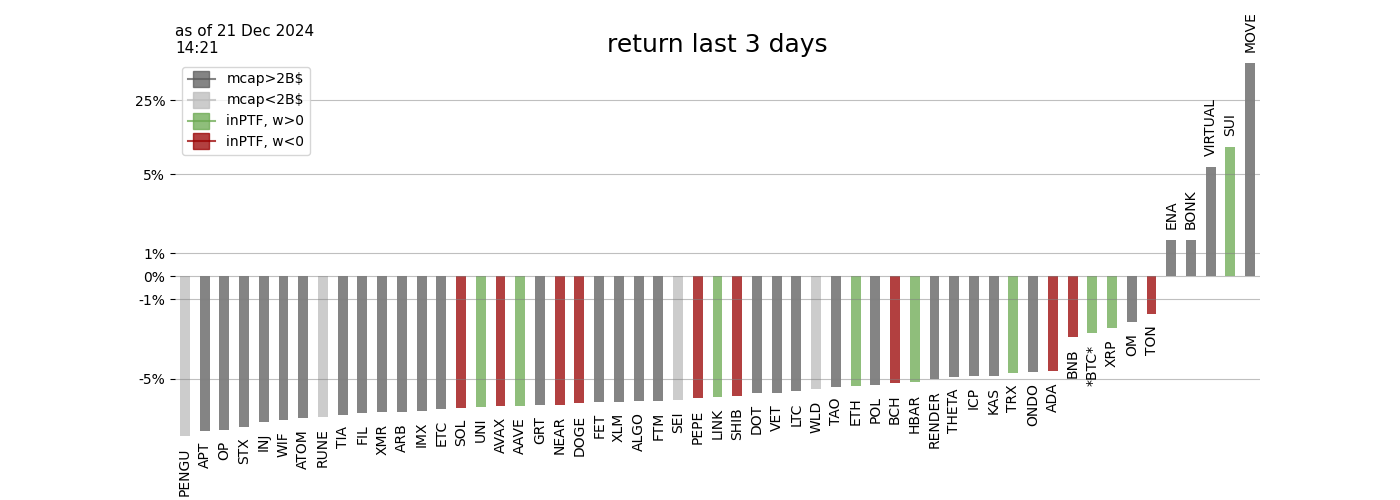 as of 21 Dec 2024
14:21
return last 3 days
mcap>2B$
mcap<2B$
inPTF, w>0
inPTF, w<0
25%
5%
1%
0%
-1%
-5%
PENGU
APT
OP
STX
INJ
WIF
ATOM
RUNE
TIA
FIL
XMR
ARB
IMX
ETC
SOL
UNI
AVAX
AAVE
GRT
NEAR
DOGE
FET
XLM
ALGO
FTM
SEI
PEPE
LINK
SHIB
DOT
VET
LTC
WLD
TAO
ETH
POL
BCH
HBAR
RENDER
THETA
ICP
KAS
TRX
ONDO
ADA
BNB
*BTC*
XRP
OM
TON
ENA
BONK
VIRTUAL
SUI
MOVE